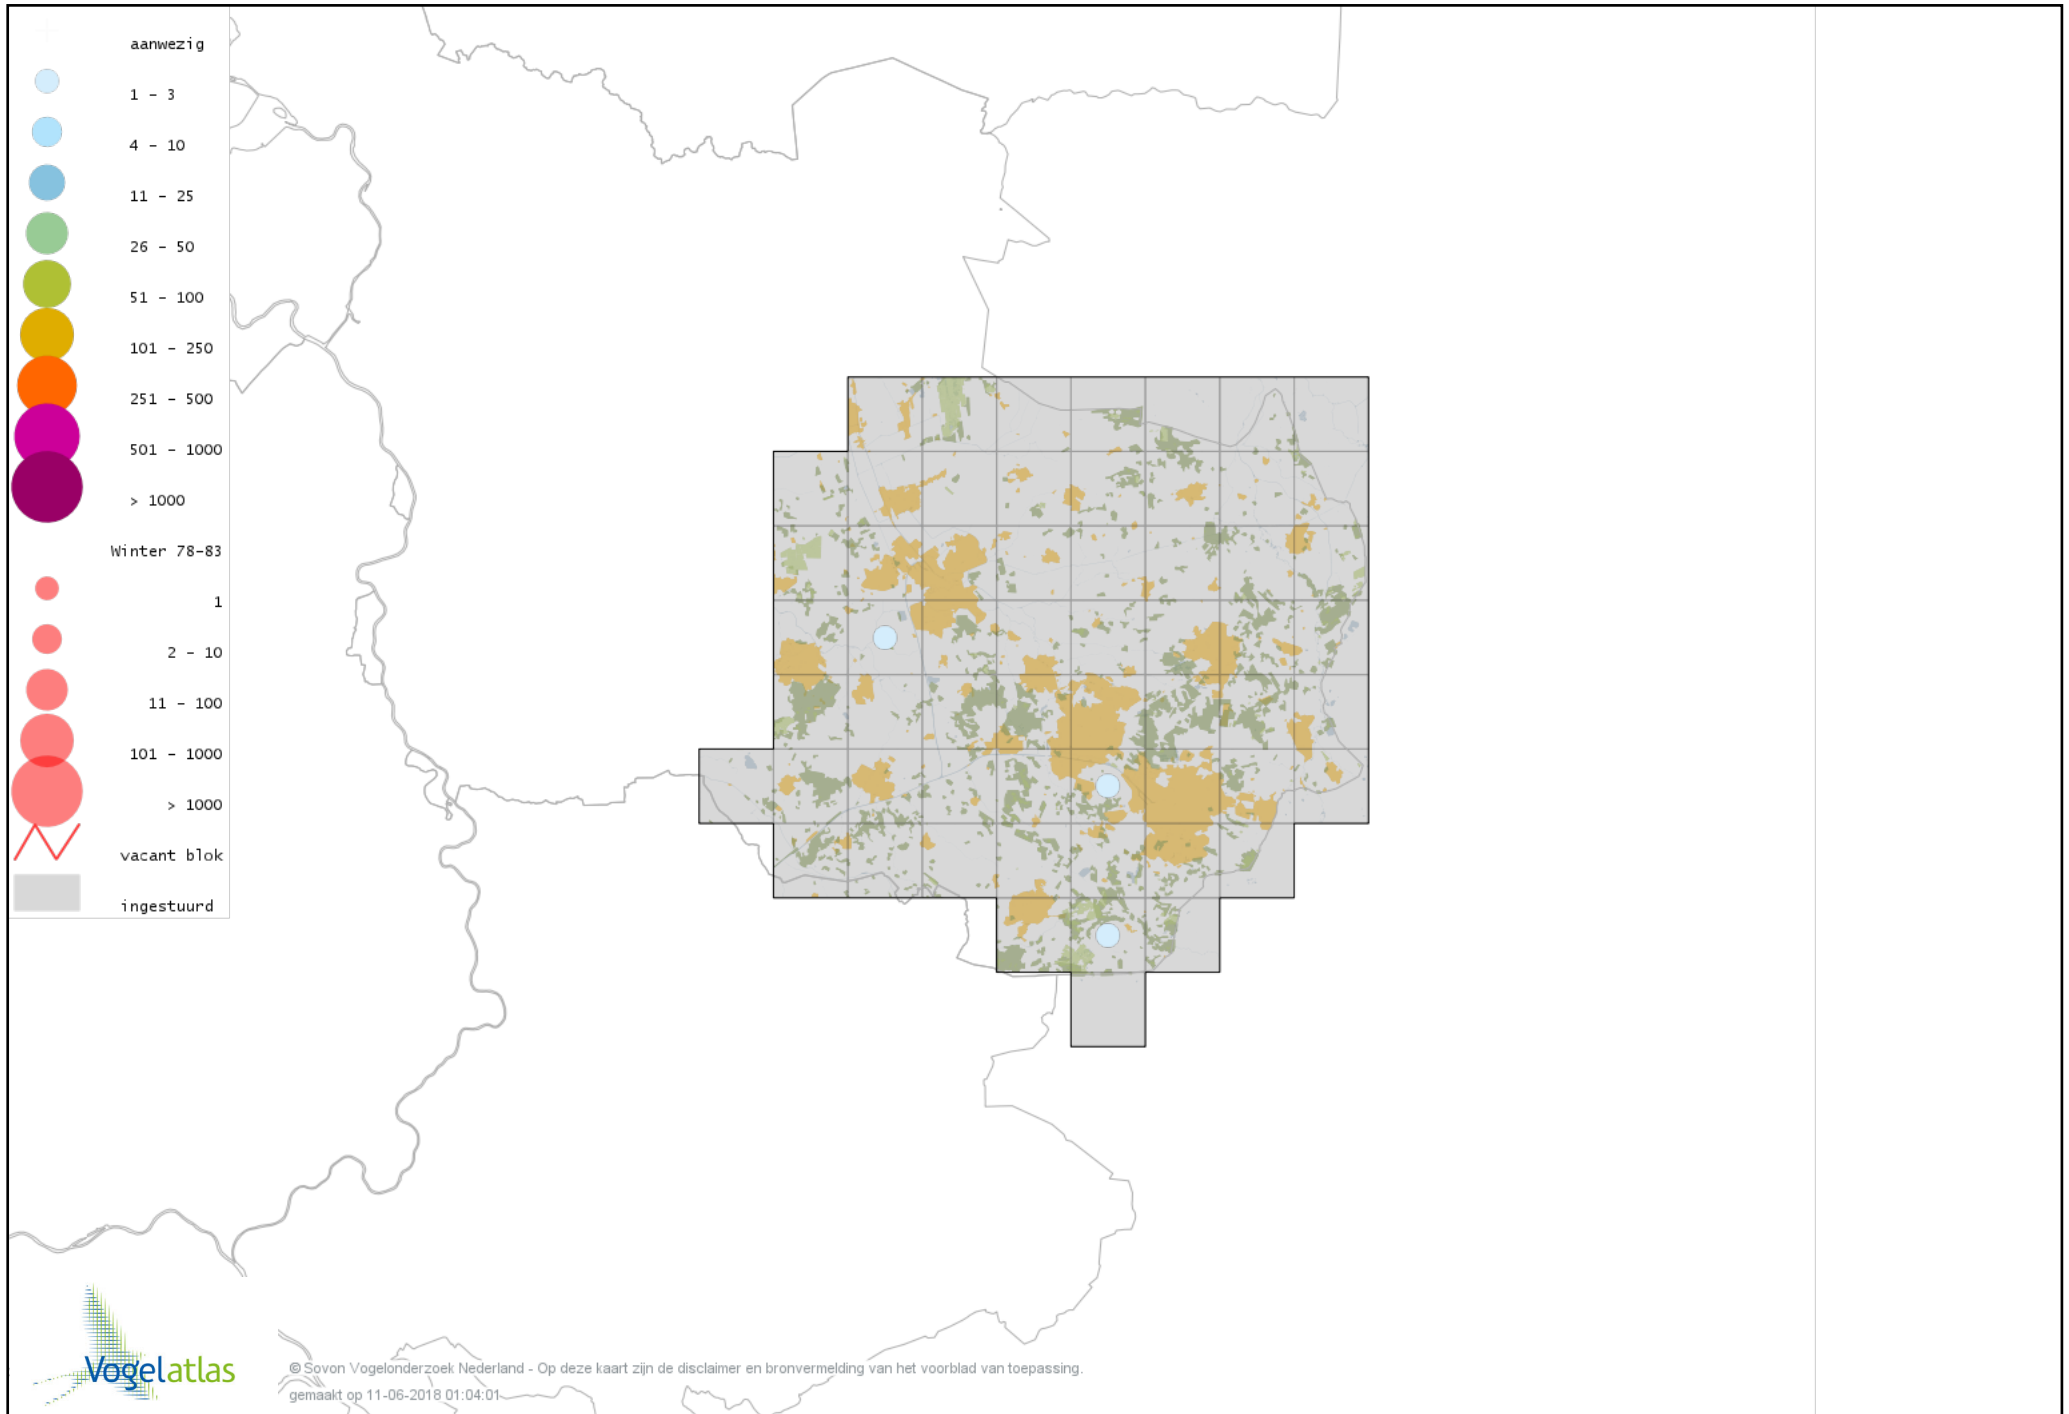 aanwezig
1 - 3
4 - 10
11 - 25
26 - 50
51 - 100
101 - 250
251 - 500
501 - 1000
> 1000
Winter 78-83
1
2 - 10
11 - 100
101 - 1000
> 1000
vacant blok
ingestuurd
Vogelatlas
© Sovon Vogelonderzoek Nederland - Op deze kaart zijn de disclaimer en bronvermelding van het voorblad van toepassing.
gemaakt op 11-06-2018 01:04:01